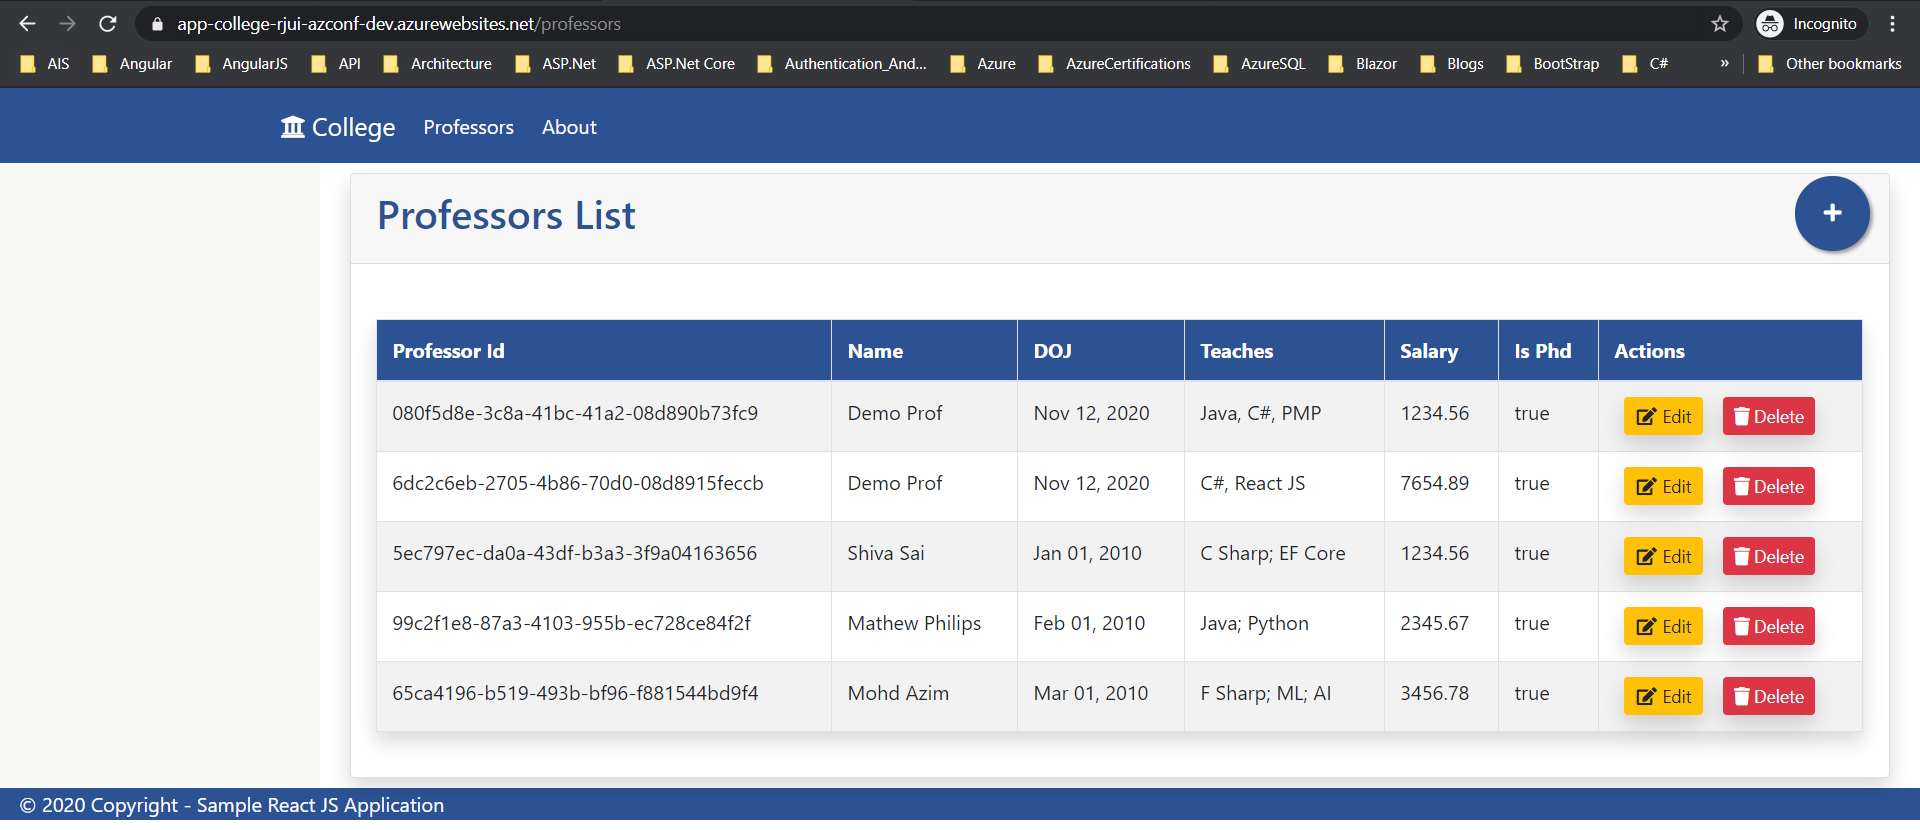 app-college-rjui-azconf-dev.azurewebsites.net/professors Incognito
AIS Angular AngularJS API Architecture ASP.Net ASP.Net Core Authentication_And... Azure AzureCertifications AzureSQL Blazor Blogs BootStrap C# » Other bookmarks
College Professors About
Professors List
+
Professor Id Name DOJ Teaches Salary Is Phd Actions
080f5d8e-3c8a-41bc-41a2-08d890b73fc9 Demo Prof Nov 12, 2020 Java, C#, PMP 1234.56 true Edit Delete
6dc2c6eb-2705-4b86-70d0-08d8915feccb Demo Prof Nov 12, 2020 C#, React JS 7654.89 true Edit Delete
5ec797ec-da0a-43df-b3a3-3f9a04163656 Shiva Sai Jan 01, 2010 C Sharp; EF Core 1234.56 true Edit Delete
99c2f1e8-87a3-4103-955b-ec728ce84f2f Mathew Philips Feb 01, 2010 Java; Python 2345.67 true Edit Delete
65ca4196-b519-493b-bf96-f881544bd9f4 Mohd Azim Mar 01, 2010 F Sharp; ML; AI 3456.78 true Edit Delete
© 2020 Copyright - Sample React JS Application